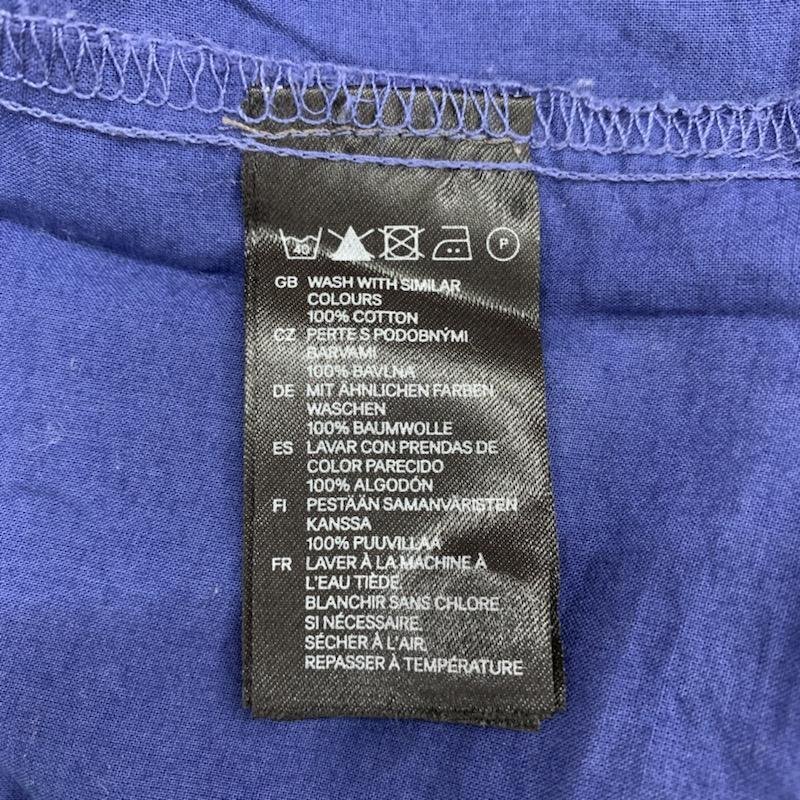 40 P
GB WASH WITH SIMILAR
COLOURS
100% COTTON
CZ PERTE S PODOBNÝMI
BARVAMI
100% BAVLNA
DE MIT ÄHNLICHEN FARBEN
WASCHEN
100% BAUMWOLLE
ES LAVAR CON PRENDAS DE
COLOR PARECIDO
100% ALGODÓN
FI PESTÄÄN SAMANVÄRISTEN
KANSSA
100% PUUVILLAA
FR LAVER À LA MACHINE À
L'EAU TIÈDE.
BLANCHIR SANS CHLORE
SI NÉCESSAIRE.
SÉCHER À L'AIR.
REPASSER À TEMPÉRATURE